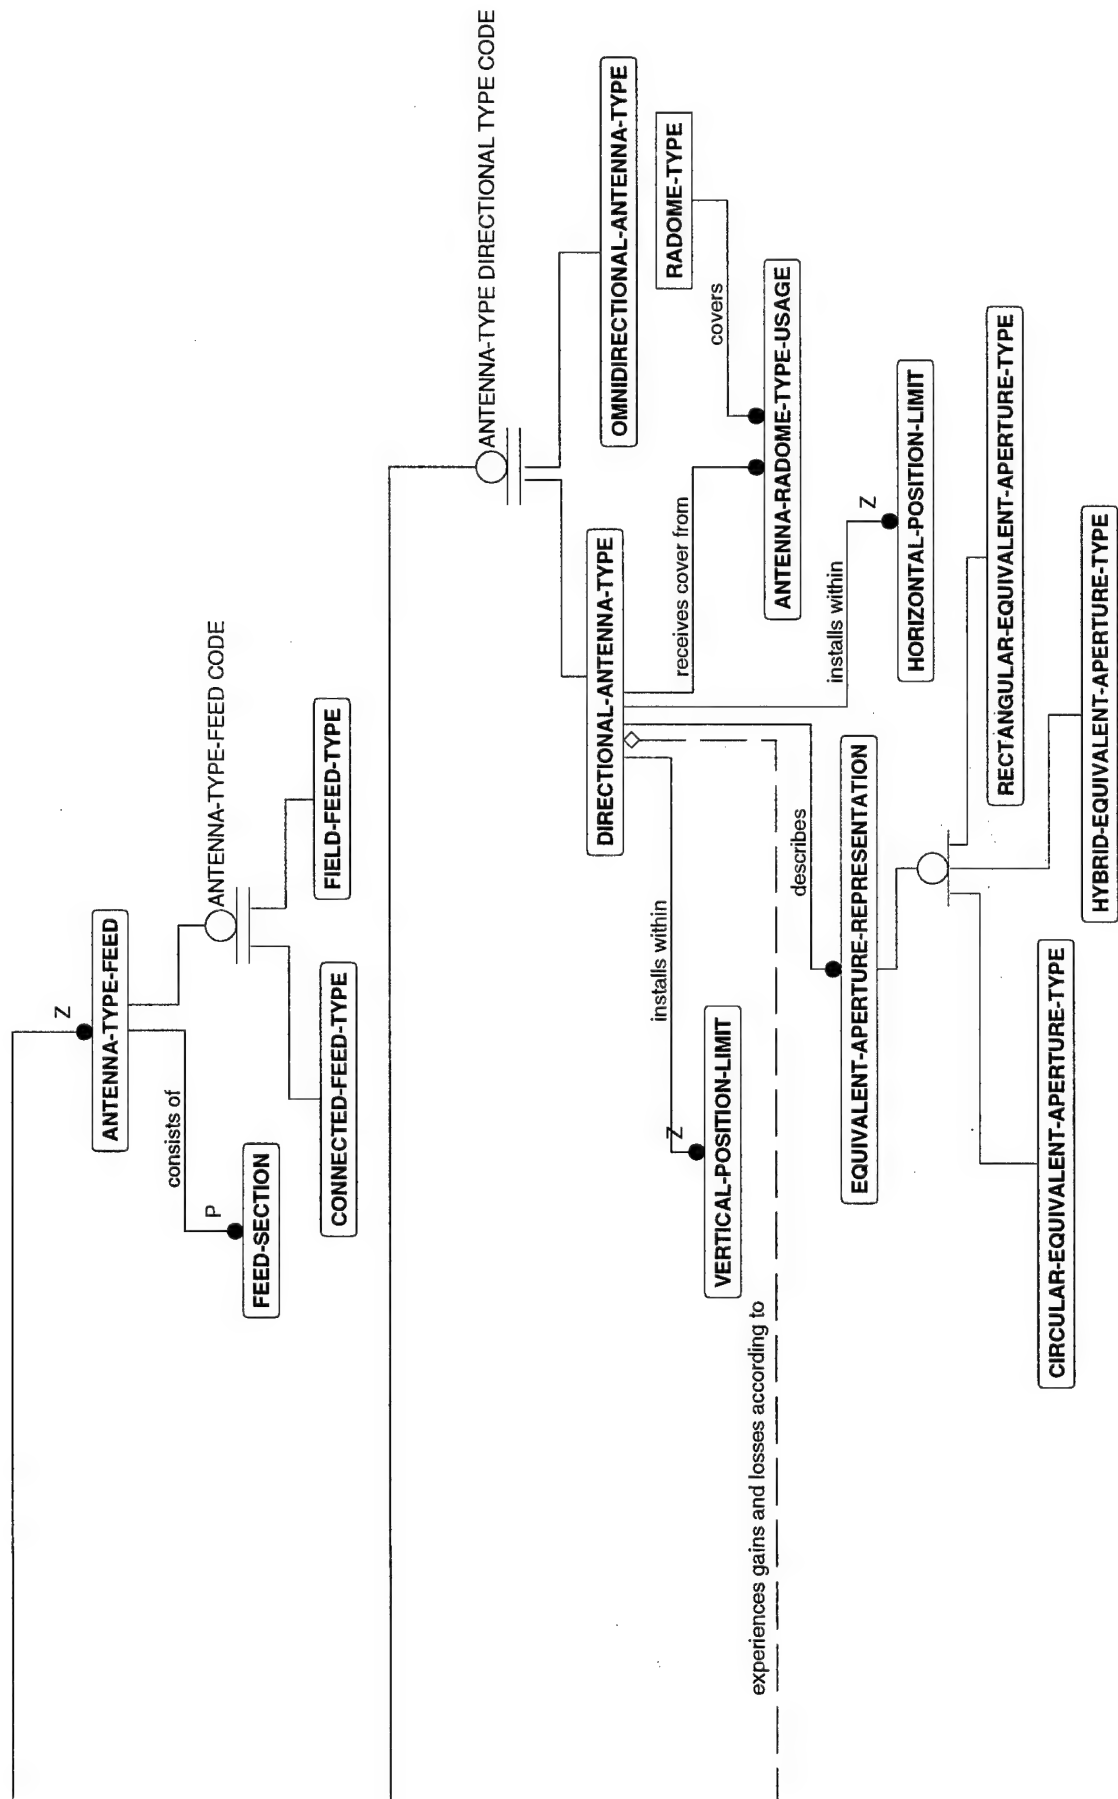 Z
ANTENNA-TYPE-FEED
consists of
P
FEED-SECTION
ANTENNA-TYPE-FEED CODE
CONNECTED-FEED-TYPE
FIELD-FEED-TYPE
ANTENNA-TYPE DIRECTIONAL TYPE CODE
DIRECTIONAL-ANTENNA-TYPE
OMNIDIRECTIONAL-ANTENNA-TYPE
RADOME-TYPE
installs within
Z
VERTICAL-POSITION-LIMIT
receives cover from
covers
ANTENNA-RADOME-TYPE-USAGE
experiences gains and losses according to
describes
installs within
Z
EQUIVALENT-APERTURE-REPRESENTATION
HORIZONTAL-POSITION-LIMIT
RECTANGULAR-EQUIVALENT-APERTURE-TYPE
CIRCULAR-EQUIVALENT-APERTURE-TYPE
HYBRID-EQUIVALENT-APERTURE-TYPE